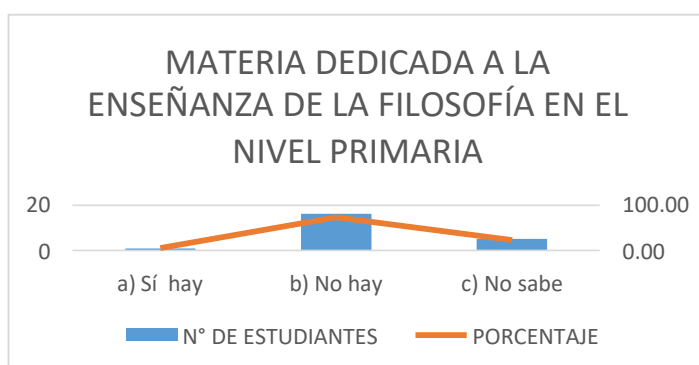 MATERIA DEDICADA A LA
ENSEÑANZA DE LA FILOSOFÍA EN EL
NIVEL PRIMARIA
20
100.00
0
0.00
a) Sí hay
b) No hay
c) No sabe
N° DE ESTUDIANTES
PORCENTAJE